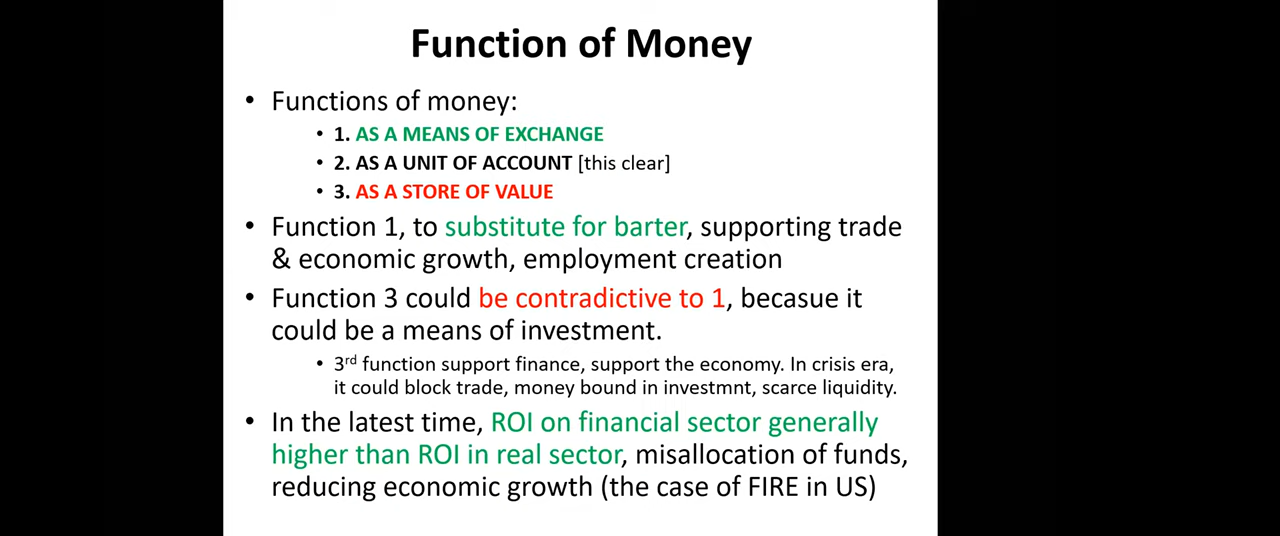 Function of Money
• Functions of money:
• 1. AS A MEANS OF EXCHANGE
• 2. AS A UNIT OF ACCOUNT [this clear]
• 3. AS A STORE OF VALUE
• Function 1, to substitute for barter, supporting trade
& economic growth, employment creation
• Function 3 could be contradictive to 1, becasue it
could be a means of investment.
• 3rd function support finance, support the economy. In crisis era,
it could block trade, money bound in investmnt, scarce liquidity.
• In the latest time, ROI on financial sector generally
higher than ROI in real sector, misallocation of funds,
reducing economic growth (the case of FIRE in US)